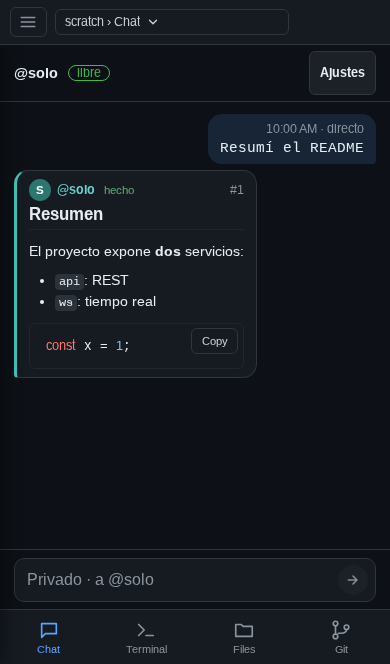 scratch › Chat
@solo libre Ajustes
10:00 AM · directo
Resumí el README
S @solo hecho #1
Resumen
El proyecto expone dos servicios:
• api: REST
• ws: tiempo real
const x = 1;
Copy
Privado · a @solo
Chat Terminal Files Git